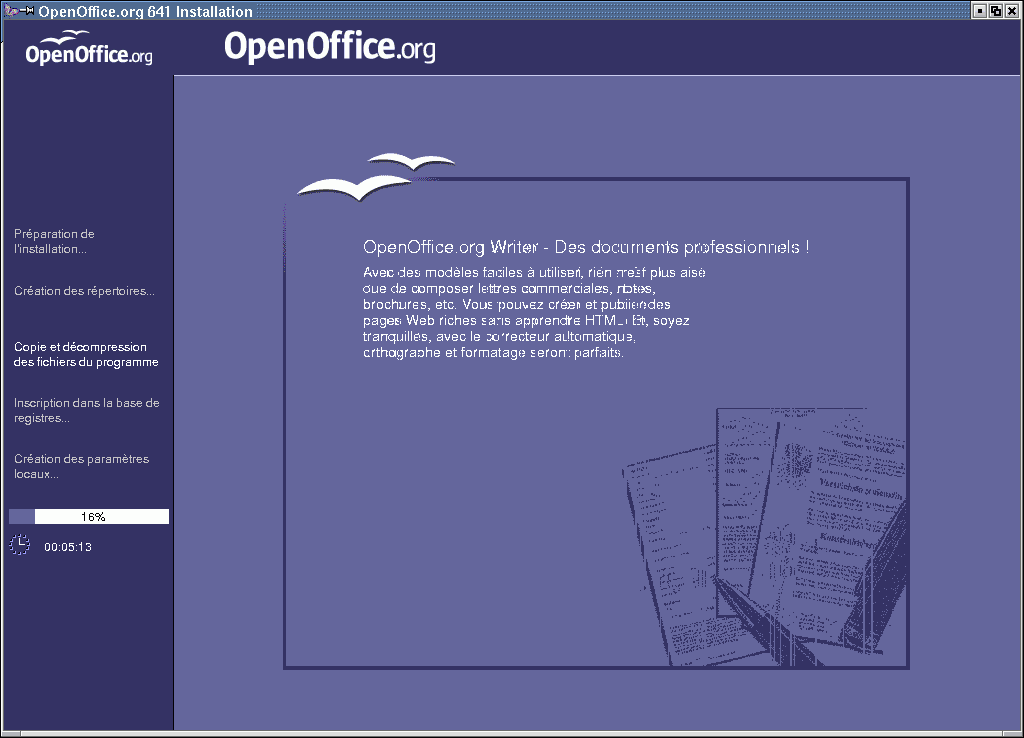 OpenOffice.org 641 Installation
OpenOffice.org
OpenOffice.org
Préparation de
l'installation...
Création des répertoires...
Copie et décompression
des fichiers du programme
Inscription dans la base de
registres...
Création des paramètres
locaux...
16%
00:05:13
OpenOffice.org Writer - Des documents professionnels !
Avec des modèles faciles à utiliser, rien n'est plus aisé
que de composer lettres commerciales, notes,
brochures, etc. Vous pouvez créer et publier des
pages Web riches sans apprendre HTML. Et, soyez
tranquilles, avec le correcteur automatique,
orthographe et formatage seront parfaits.